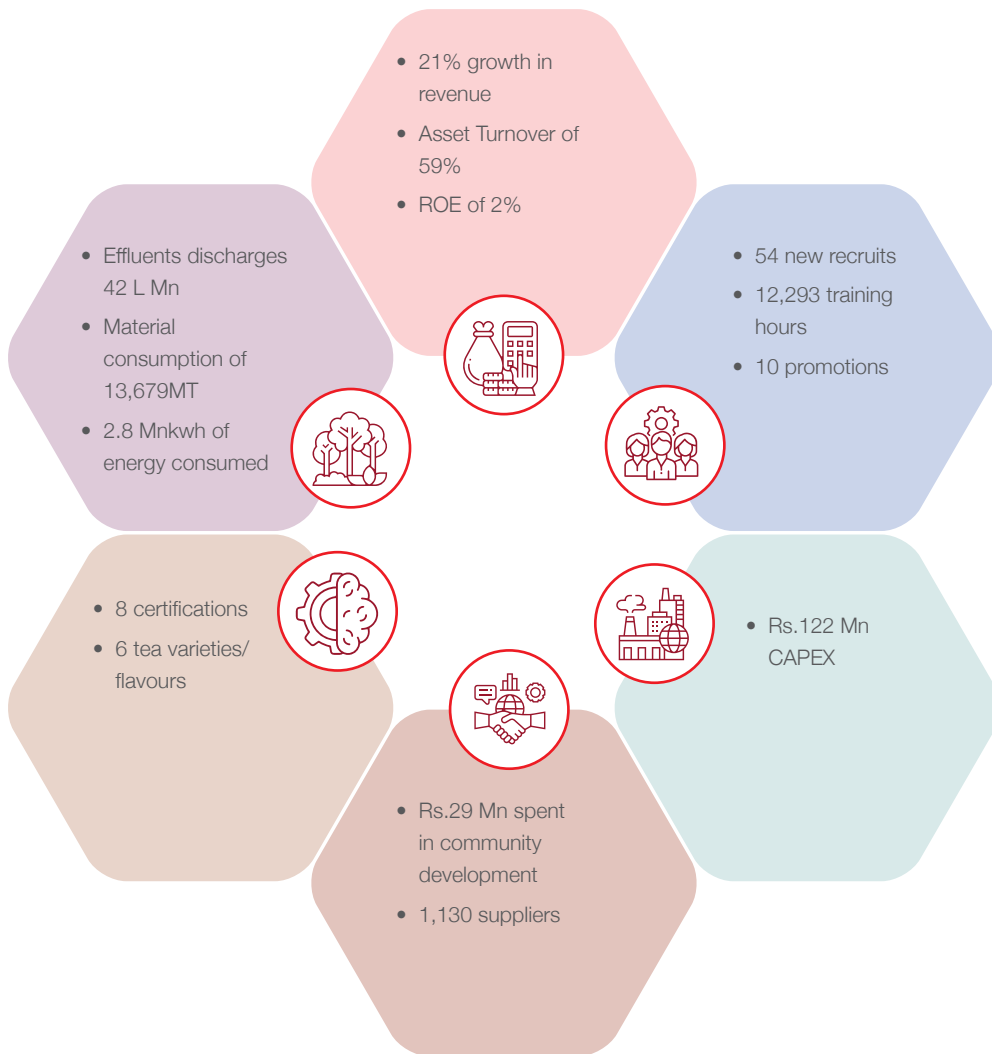 • 21% growth in
revenue
• Asset Turnover of
59%
• ROE of 2%
• Effluents discharges
42 L Mn
• Material
consumption of
13,679MT
• 2.8 Mnkwh of
energy consumed
• 54 new recruits
• 12,293 training
hours
• 10 promotions
• 8 certifications
• 6 tea varieties/
flavours
• Rs.122 Mn
CAPEX
• Rs.29 Mn spent
in community
development
• 1,130 suppliers